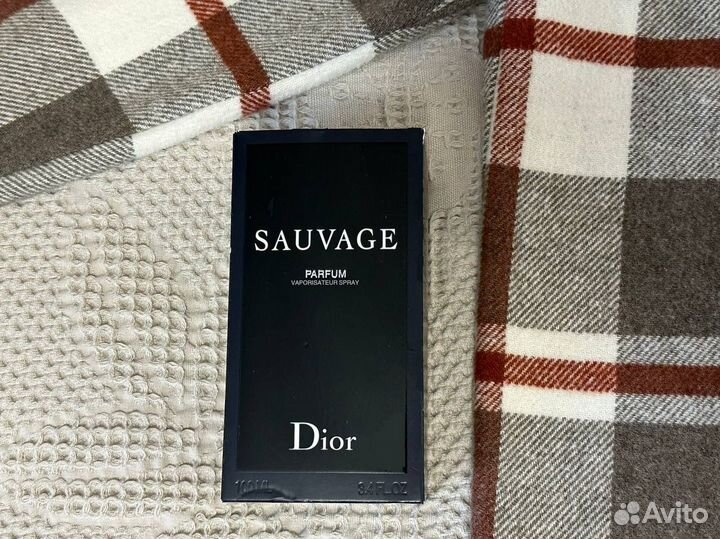 SAUVAGE
PARFUM
VAPORISATEUR SPRAY
Dior
100 ML 3.4 FL.OZ
Avito